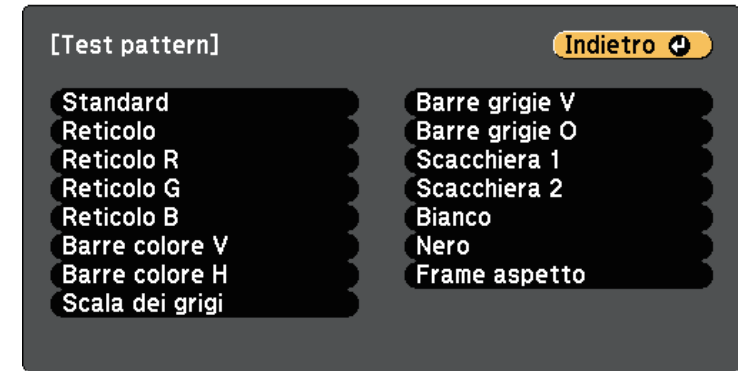 [Test pattern]
Indietro
Standard
Reticolo
Reticolo R
Reticolo G
Reticolo B
Barre colore V
Barre colore H
Scala dei grigi
Barre grigie V
Barre grigie O
Scacchiera 1
Scacchiera 2
Bianco
Nero
Frame aspetto